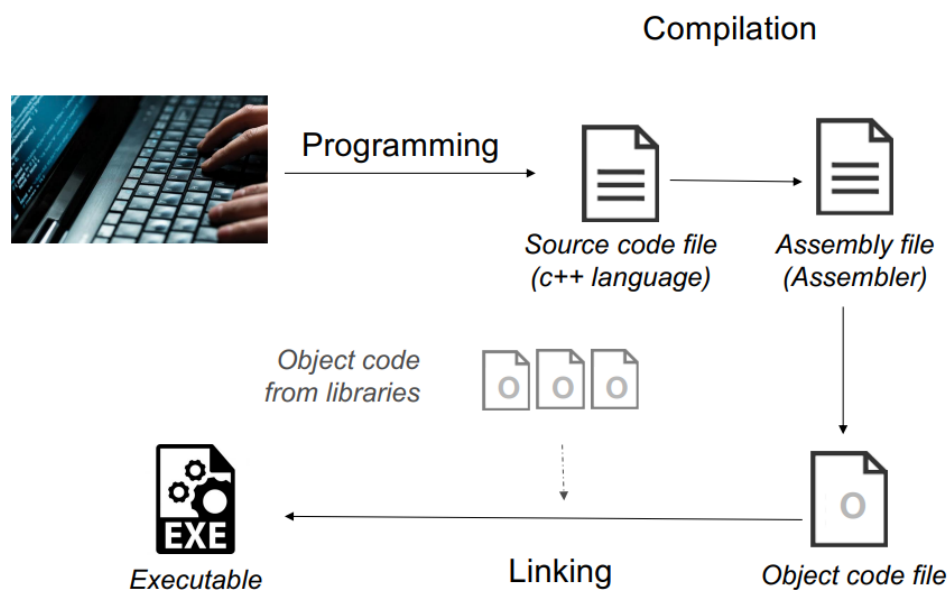 Compilation
Programming
Source code file
(c++ language)
Assembly file
(Assembler)
Object code
from libraries
O
O
O
O
EXE
Executable
Linking
Object code file